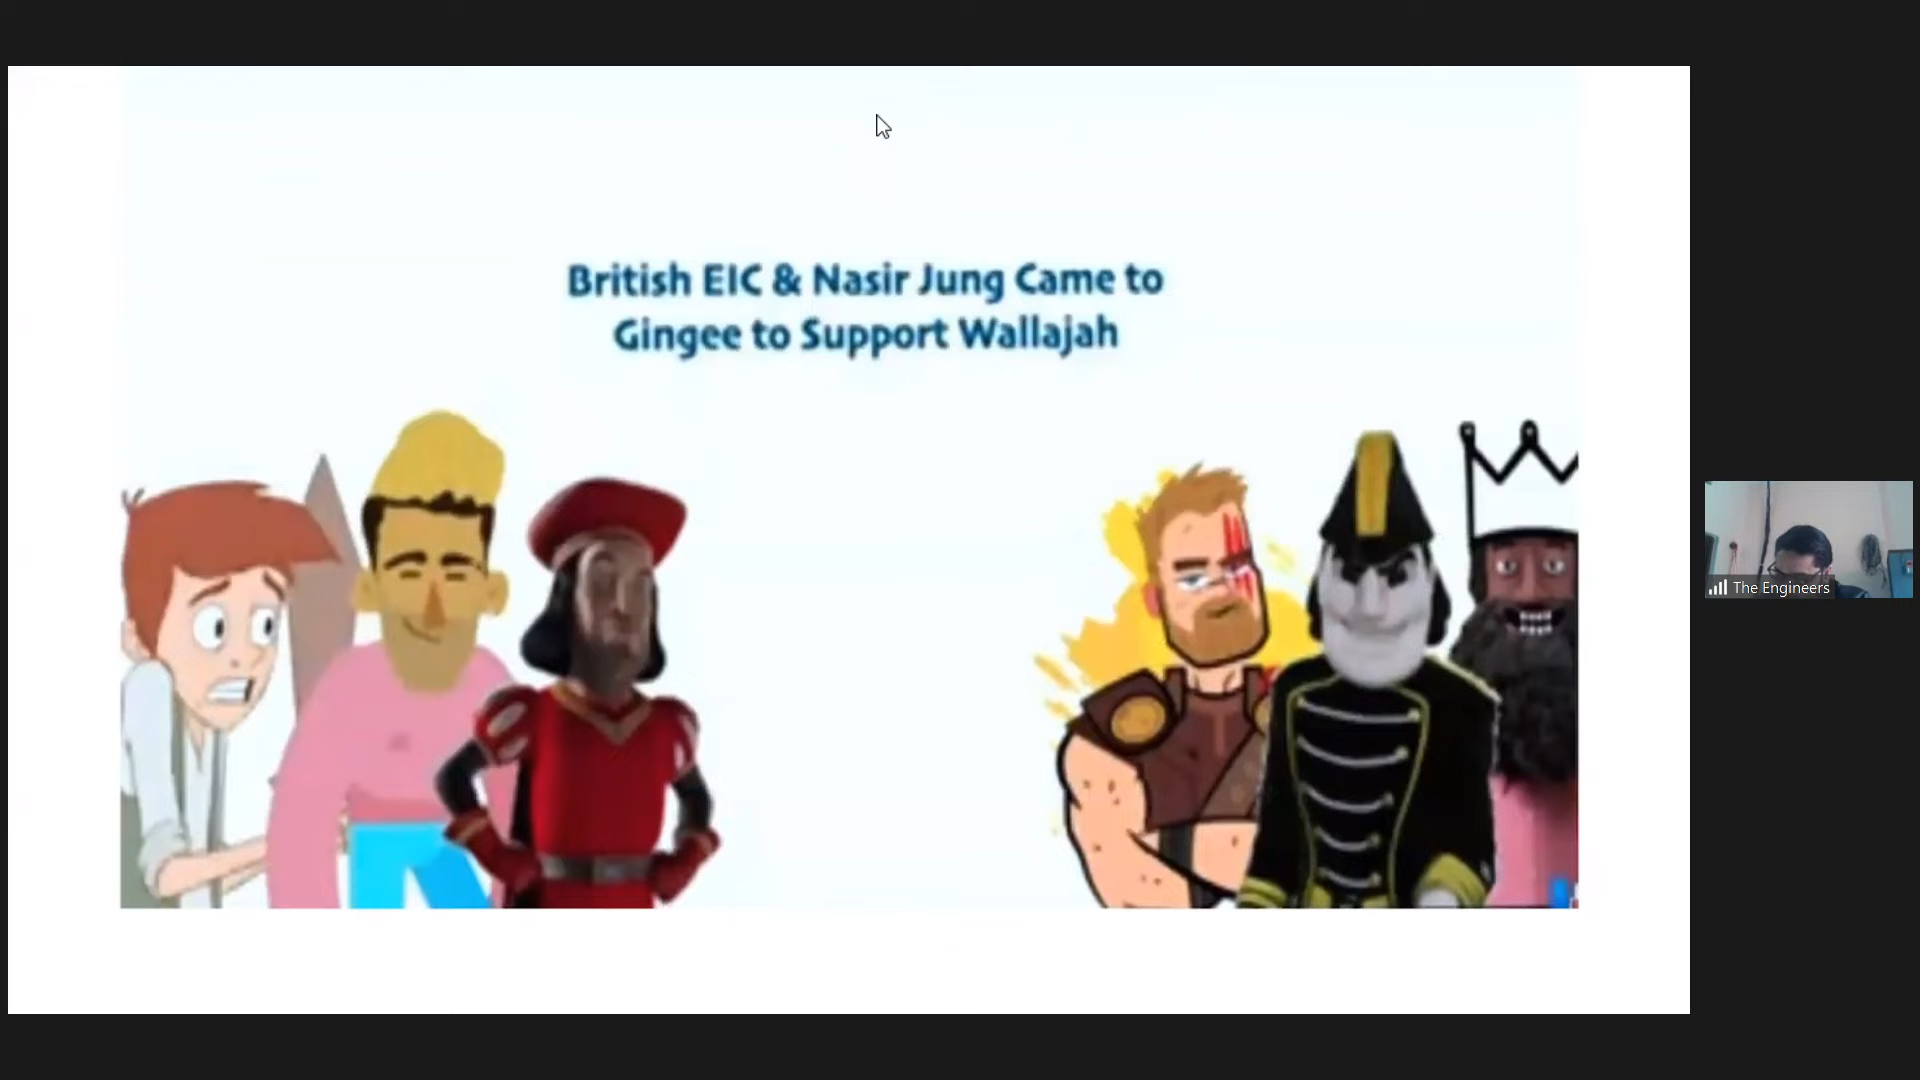 British EIC & Nasir Jung Came to
Gingee to Support Wallajah
The Engineers